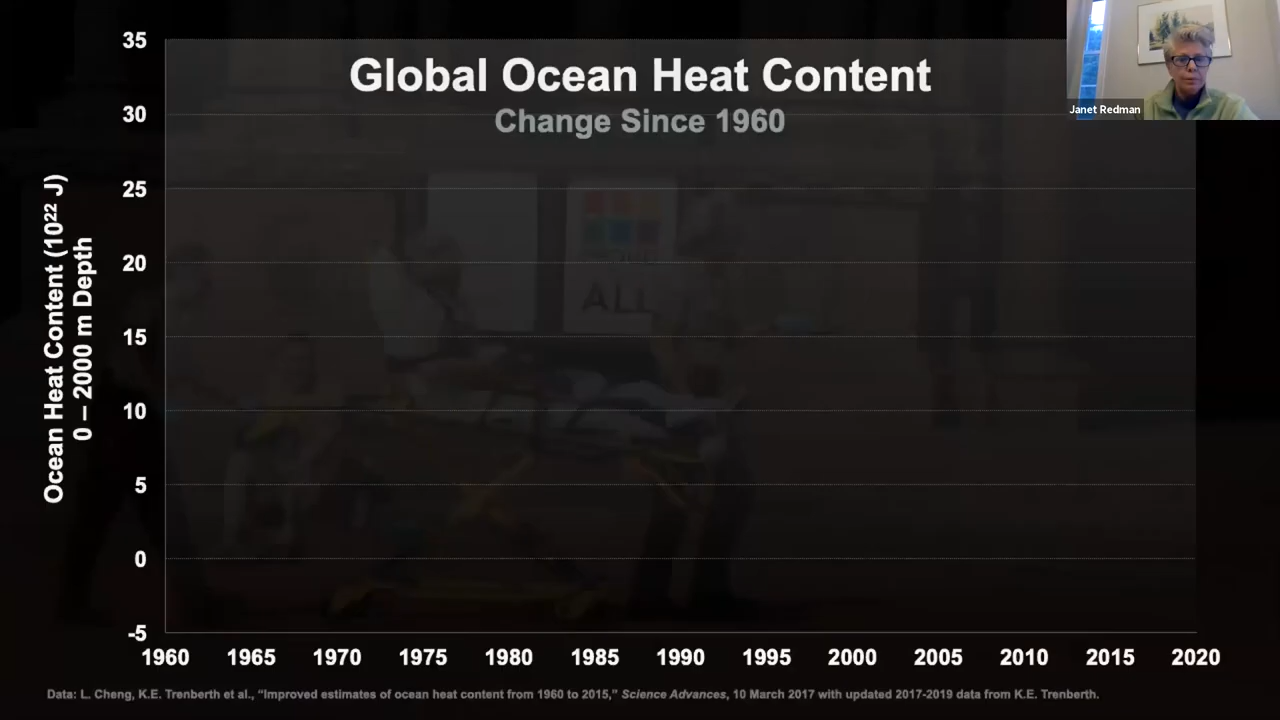 Global Ocean Heat Content
Change Since 1960
Janet Redman
Ocean Heat Content (10²² J)
0 – 2000 m Depth
35
30
25
20
15
10
5
0
-5
1960 1965 1970 1975 1980 1985 1990 1995 2000 2005 2010 2015 2020
ALL
Data: L. Cheng, K.E. Trenberth et al., “Improved estimates of ocean heat content from 1960 to 2015,” Science Advances, 10 March 2017 with updated 2017-2019 data from K.E. Trenberth.